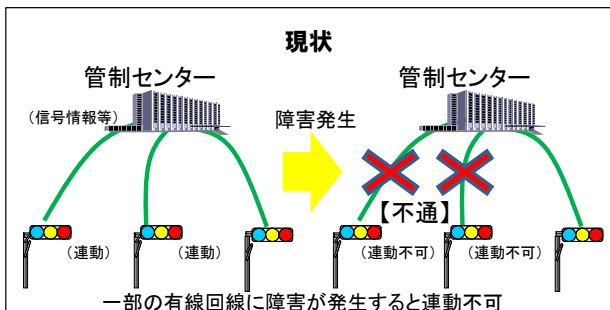 現状
管制センター
(信号情報等)
障害発生
管制センター
【不通】
(連動)
(連動)
(連動不可)
(連動不可)
一部の有線回線に障害が発生すると連動不可